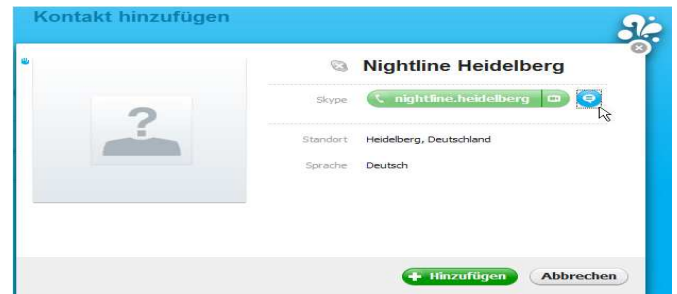 Kontakt hinzufügen
Nightline Heidelberg
Skype nightline.heidelberg
Standort Heidelberg, Deutschland
Sprache Deutsch
Hinzufügen Abbrechen